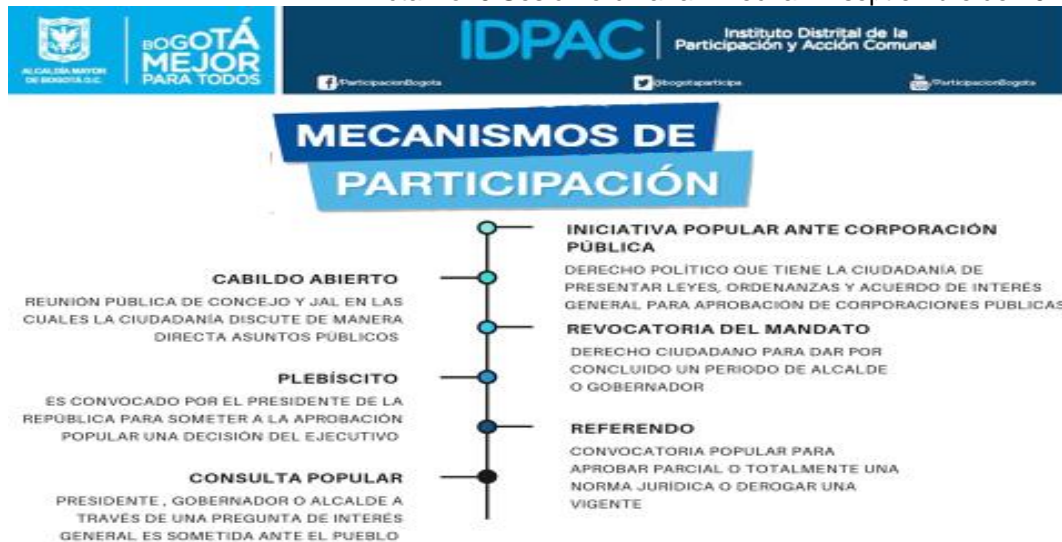 ALCALDÍA MAYOR
DE BOGOTÁ D.C.
BOGOTÁ
MEJOR
PARA TODOS
IDPAC
Instituto Distrital de la
Participación y Acción Comunal
/ParticipacionBogota
@bogotaparticipa
/ParticipacionBogota
MECANISMOS DE
PARTICIPACIÓN
INICIATIVA POPULAR ANTE CORPORACIÓN
PÚBLICA
DERECHO POLÍTICO QUE TIENE LA CIUDADANÍA DE
PRESENTAR LEYES, ORDENANZAS Y ACUERDO DE INTERÉS
GENERAL PARA APROBACIÓN DE CORPORACIONES PÚBLICAS
CABILDO ABIERTO
REUNIÓN PÚBLICA DE CONCEJO Y JAL EN LAS
CUALES LA CIUDADANÍA DISCUTE DE MANERA
DIRECTA ASUNTOS PÚBLICOS
REVOCATORIA DEL MANDATO
DERECHO CIUDADANO PARA DAR POR
CONCLUIDO UN PERIODO DE ALCALDE
O GOBERNADOR
PLEBÍSCITO
ES CONVOCADO POR EL PRESIDENTE DE LA
REPÚBLICA PARA SOMETER A LA APROBACIÓN
POPULAR UNA DECISIÓN DEL EJECUTIVO
REFERENDO
CONVOCATORIA POPULAR PARA
APROBAR PARCIAL O TOTALMENTE UNA
NORMA JURÍDICA O DEROGAR UNA
VIGENTE
CONSULTA POPULAR
PRESIDENTE , GOBERNADOR O ALCALDE A
TRAVÉS DE UNA PREGUNTA DE INTERÉS
GENERAL ES SOMETIDA ANTE EL PUEBLO